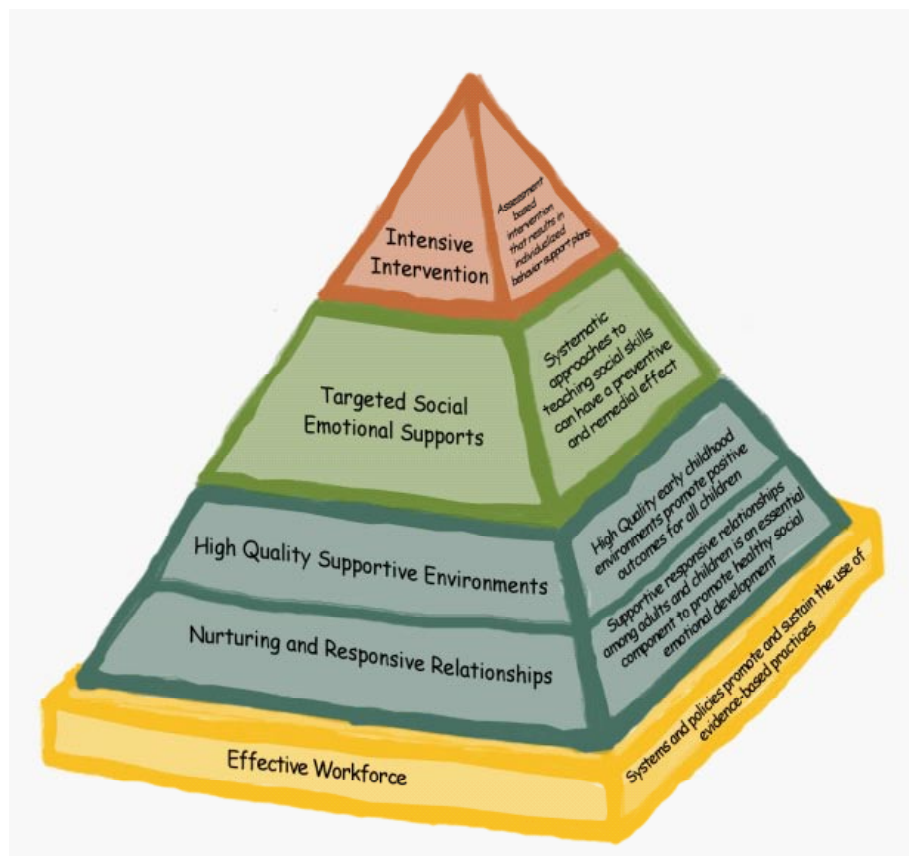 Intensive
Intervention
Assessment
based
intervention
that results in
individualized
behavior support plans
Targeted Social
Emotional Supports
Systematic
approaches to
teaching social skills
can have a preventive
and remedial effect
High Quality Supportive Environments
High Quality early childhood
environments promote positive
outcomes for all children
Nurturing and Responsive Relationships
Supportive responsive relationships
among adults and children is an essential
component to promote healthy social
emotional development
Effective Workforce
Systems and policies promote and sustain the use of
evidence-based practices